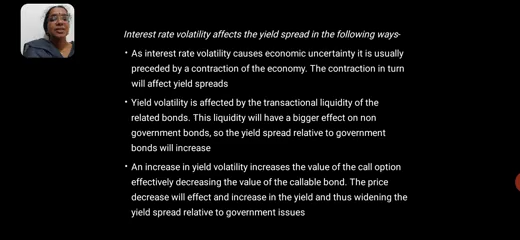 Interest rate volatility affects the yield spread in the following ways-
• As interest rate volatility causes economic uncertainty it is usually
preceded by a contraction of the economy. The contraction in turn
will affect yield spreads
• Yield volatility is affected by the transactional liquidity of the
related bonds. This liquidity will have a bigger effect on non
government bonds, so the yield spread relative to government
bonds will increase
• An increase in yield volatility increases the value of the call option
effectively decreasing the value of the callable bond. The price
decrease will effect and increase in the yield and thus widening the
yield spread relative to government issues